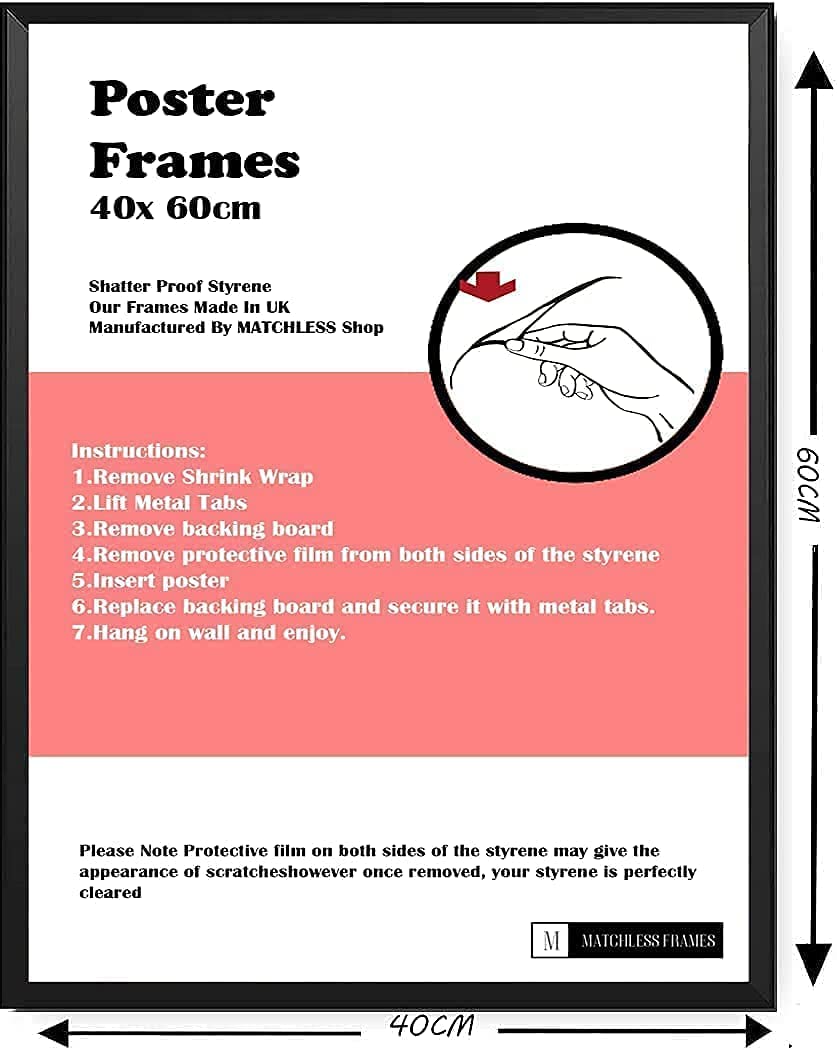 Poster
Frames
40x 60cm
Shatter Proof Styrene
Our Frames Made In UK
Manufactured By MATCHLESS Shop
Instructions:
1.Remove Shrink Wrap
2.Lift Metal Tabs
3.Remove backing board
4.Remove protective film from both sides of the styrene
5.Insert poster
6.Replace backing board and secure it with metal tabs.
7.Hang on wall and enjoy.
60CM
Please Note Protective film on both sides of the styrene may give the
appearance of scratcheshowever once removed, your styrene is perfectly
cleared
M MATCHLESS FRAMES
40CM